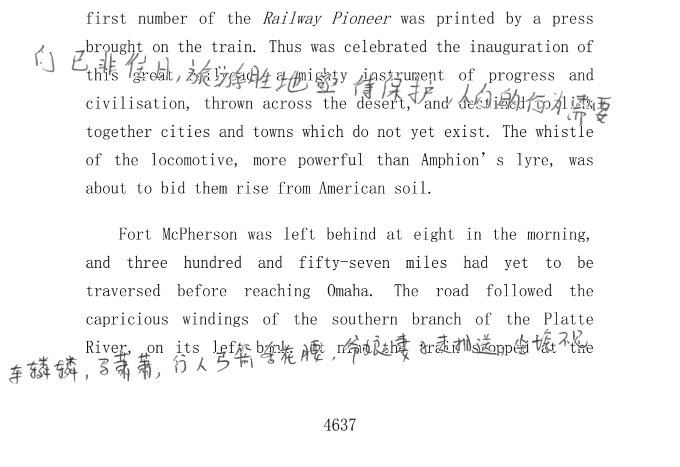 first number of the Railway Pioneer was printed by a press
brought on the train. Thus was celebrated the inauguration of
们已非昔日,旅游胜地亟待保护,人们的行为需要
this great railroad, a mighty instrument of progress and
civilisation, thrown across the desert, and destined to link
together cities and towns which do not yet exist. The whistle
of the locomotive, more powerful than Amphion’s lyre, was
about to bid them rise from American soil.
Fort McPherson was left behind at eight in the morning,
and three hundred and fifty-seven miles had yet to be
traversed before reaching Omaha. The road followed the
capricious windings of the southern branch of the Platte
River, on its left bank. At nine the train stopped at the
车辚辚,马萧萧,行人弓箭各在腰,爷娘妻子走相送,尘埃不见
4637